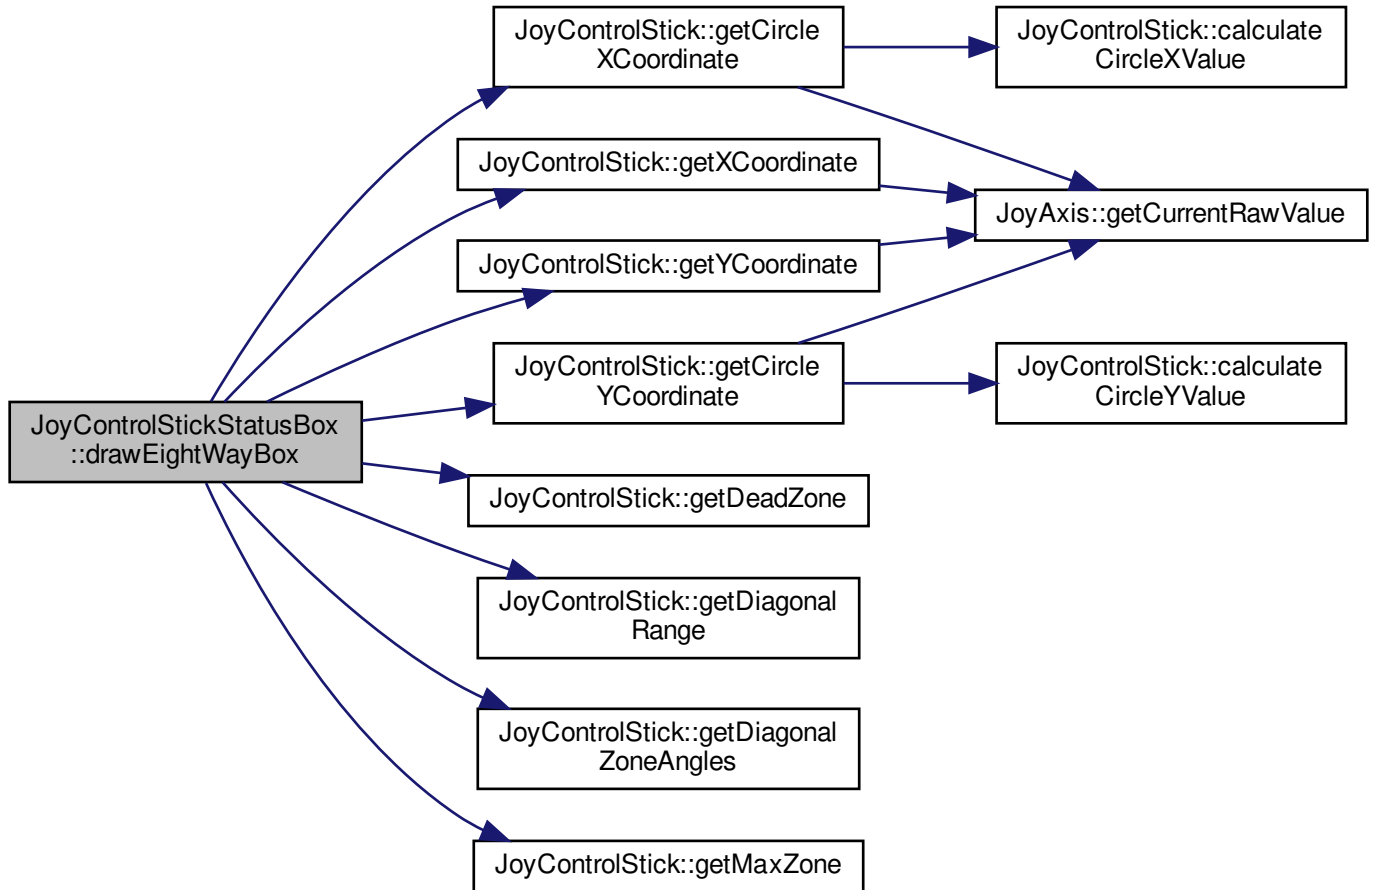 JoyControlStick::getCircle
XCoordinate
JoyControlStick::calculate
CircleXValue
JoyControlStick::getXCoordinate
JoyAxis::getCurrentRawValue
JoyControlStick::getYCoordinate
JoyControlStick::getCircle
YCoordinate
JoyControlStick::calculate
CircleYValue
JoyControlStickStatusBox
::drawEightWayBox
JoyControlStick::getDeadZone
JoyControlStick::getDiagonal
Range
JoyControlStick::getDiagonal
ZoneAngles
JoyControlStick::getMaxZone